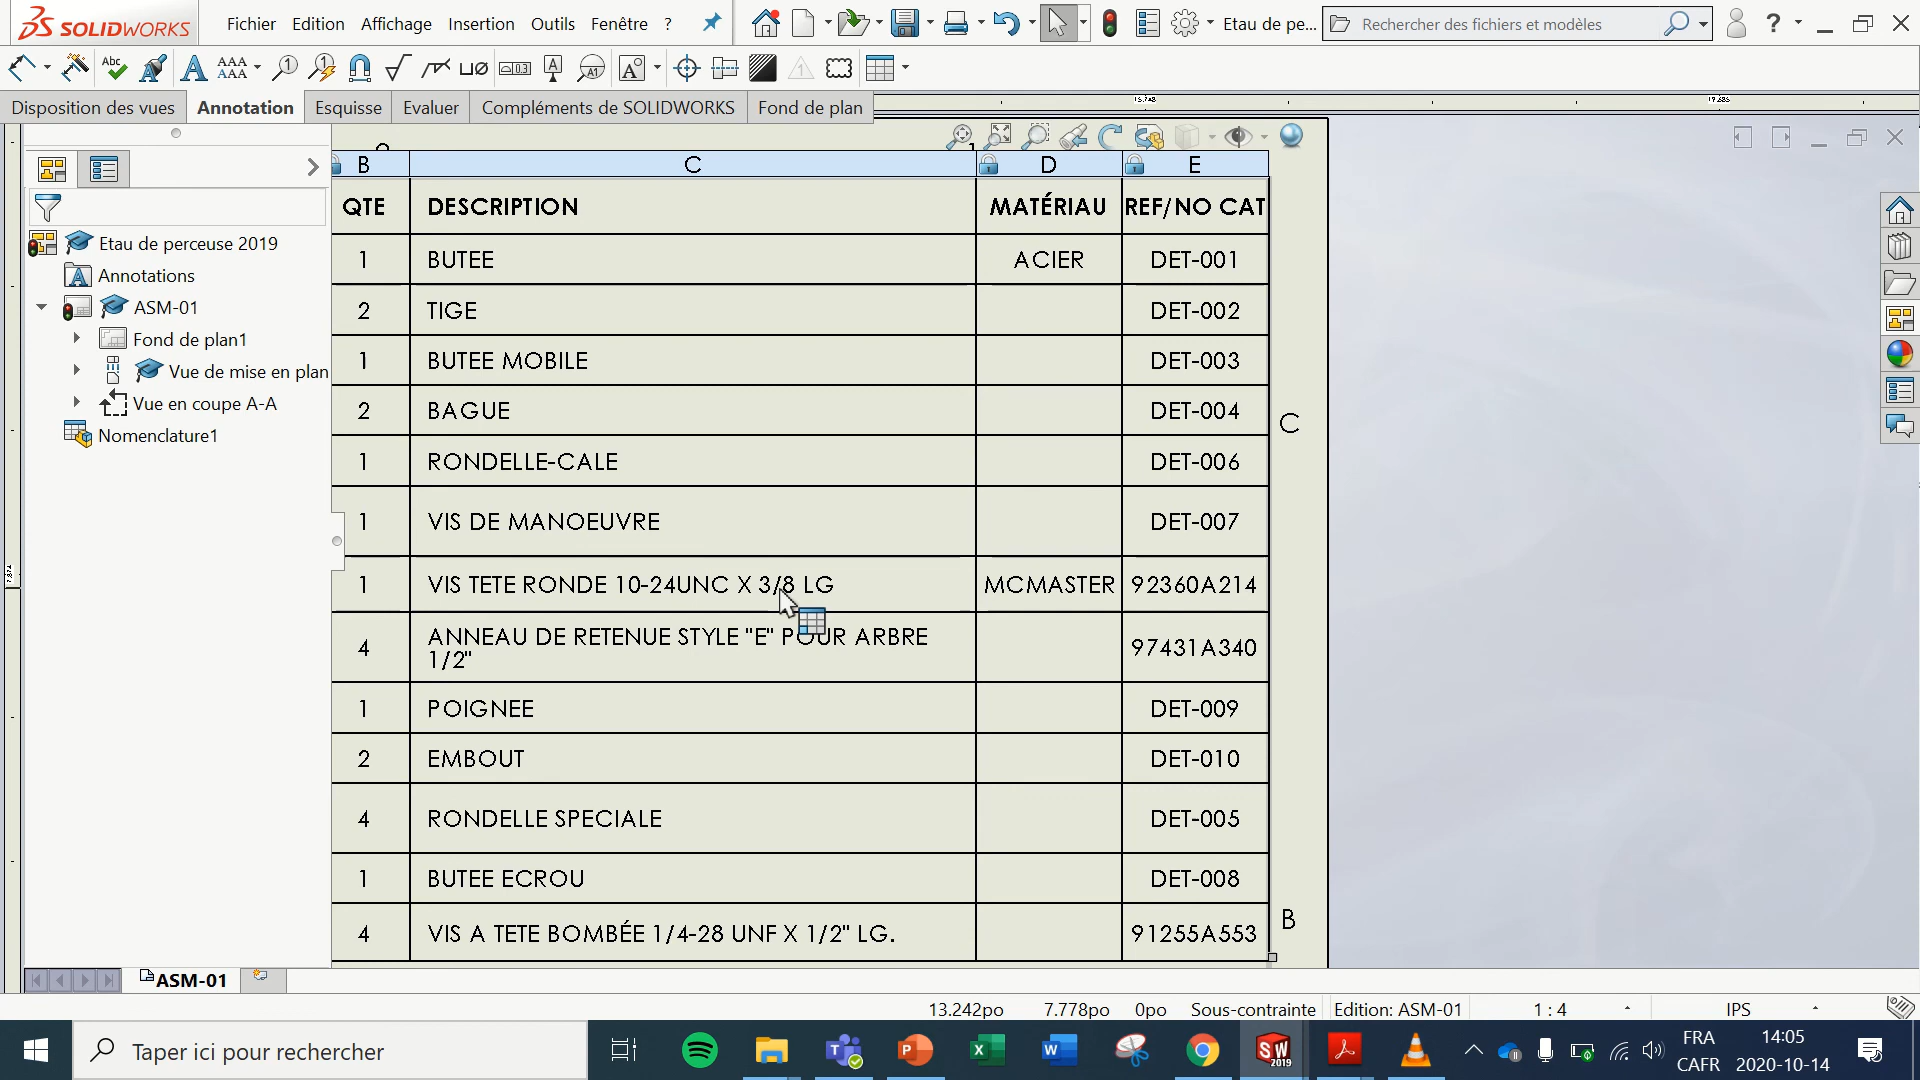 SOLIDWORKS Fichier Edition Affichage Insertion Outils Fenêtre ? Etau de pe... Rechercher des fichiers et modèles ?
Disposition des vues Annotation Esquisse Evaluer Compléments de SOLIDWORKS Fond de plan
B C D E
QTE DESCRIPTION MATÉRIAU REF/NO CAT
1 BUTEE ACIER DET-001
2 TIGE DET-002
1 BUTEE MOBILE DET-003
2 BAGUE DET-004
1 RONDELLE-CALE DET-006
1 VIS DE MANOEUVRE DET-007
1 VIS TETE RONDE 10-24UNC X 3/8 LG MCMASTER 92360A214
4 ANNEAU DE RETENUE STYLE "E" POUR ARBRE 97431A340
1/2"
1 POIGNEE DET-009
2 EMBOUT DET-010
4 RONDELLE SPECIALE DET-005
1 BUTEE ECROU DET-008
4 VIS A TETE BOMBÉE 1/4-28 UNF X 1/2" LG. 91255A553
C
B
Etau de perceuse 2019
Annotations
ASM-01
Fond de plan1
Vue de mise en plan
Vue en coupe A-A
Nomenclature1
ASM-01
13.242po 7.778po 0po Sous-contrainte Edition: ASM-01 1 : 4 IPS
Taper ici pour rechercher
FRA 14:05
CAFR 2020-10-14